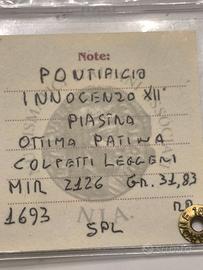 Note:
PONTIFICIO
INNOCENZO XII°
PIASTRA
OTTIMA PATINA
COLPETTI LEGGERI
MIR 2126 Gr. 31,83
1693 SPL
N.I.A.